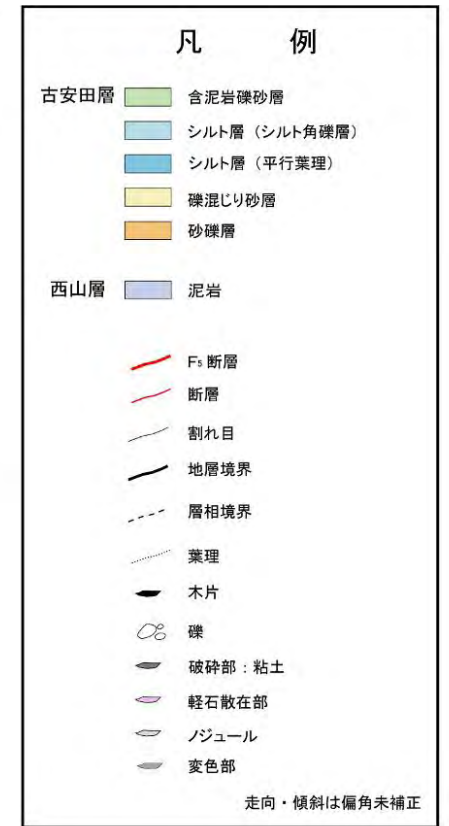 凡 例
古安田層 含泥岩礫砂層
シルト層（シルト角礫層）
シルト層（平行葉理）
礫混じり砂層
砂礫層
西山層 泥岩
F₅ 断層
断層
割れ目
地層境界
層相境界
葉理
木片
礫
破砕部：粘土
軽石散在部
ノジュール
変色部
走向・傾斜は偏角未補正